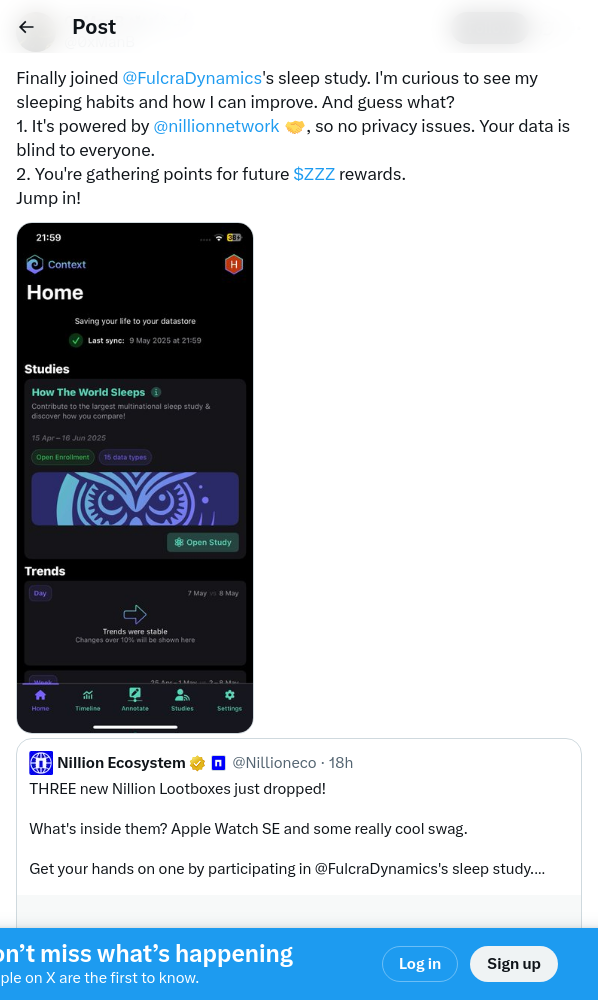 Post
Finally joined @FulcraDynamics's sleep study. I'm curious to see my
sleeping habits and how I can improve. And guess what?
1. It's powered by @nillionnetwork 🤝, so no privacy issues. Your data is
blind to everyone.
2. You're gathering points for future $ZZZ rewards.
Jump in!
21:59
Context
H
Home
Saving your life to your datastore
Last sync: 9 May 2025 at 21:59
Studies
How The World Sleeps
Contribute to the largest multinational sleep study &
discover how you compare!
15 Apr – 16 Jun 2025
Open Enrollment 15 data types
Open Study
Trends
Day 7 May vs 8 May
Trends were stable
Changes over 10% will be shown here
Week 25 Apr – 1 May vs 2 – 8 May
Home Timeline Annotate Studies Settings
Nillion Ecosystem @Nillioneco · 18h
THREE new Nillion Lootboxes just dropped!
What's inside them? Apple Watch SE and some really cool swag.
Get your hands on one by participating in @FulcraDynamics's sleep study....
on't miss what's happening
ple on X are the first to know.
Log in Sign up